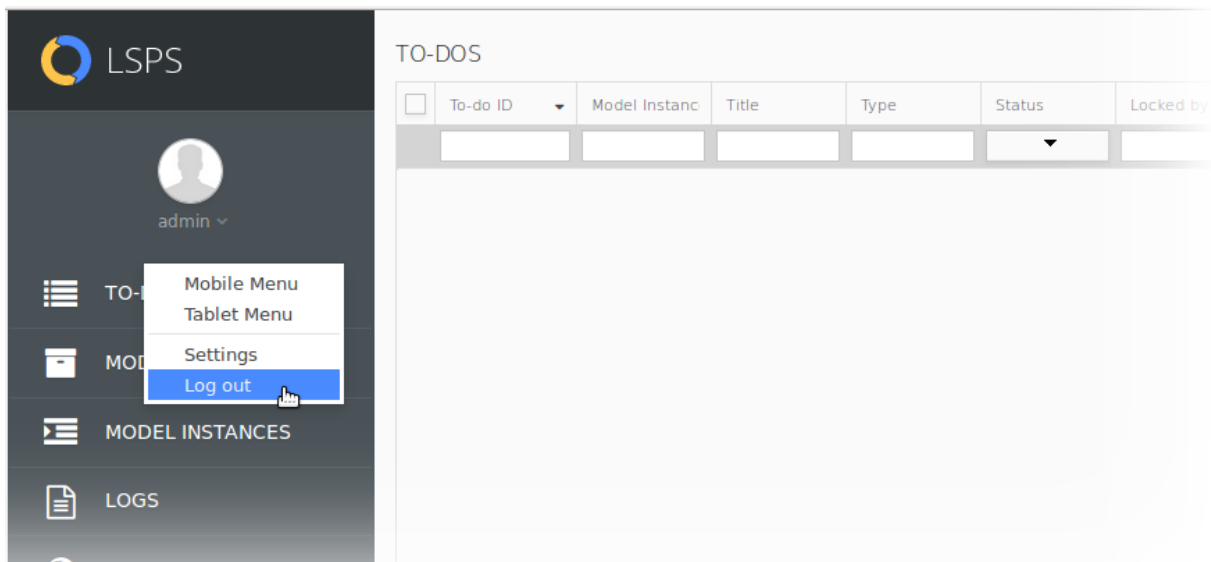 LSPS
admin
TO-
Mobile Menu
Tablet Menu
MOD
Settings
Log out
MODEL INSTANCES
LOGS
TO-DOS
To-do ID Model Instanc Title Type Status Locked by